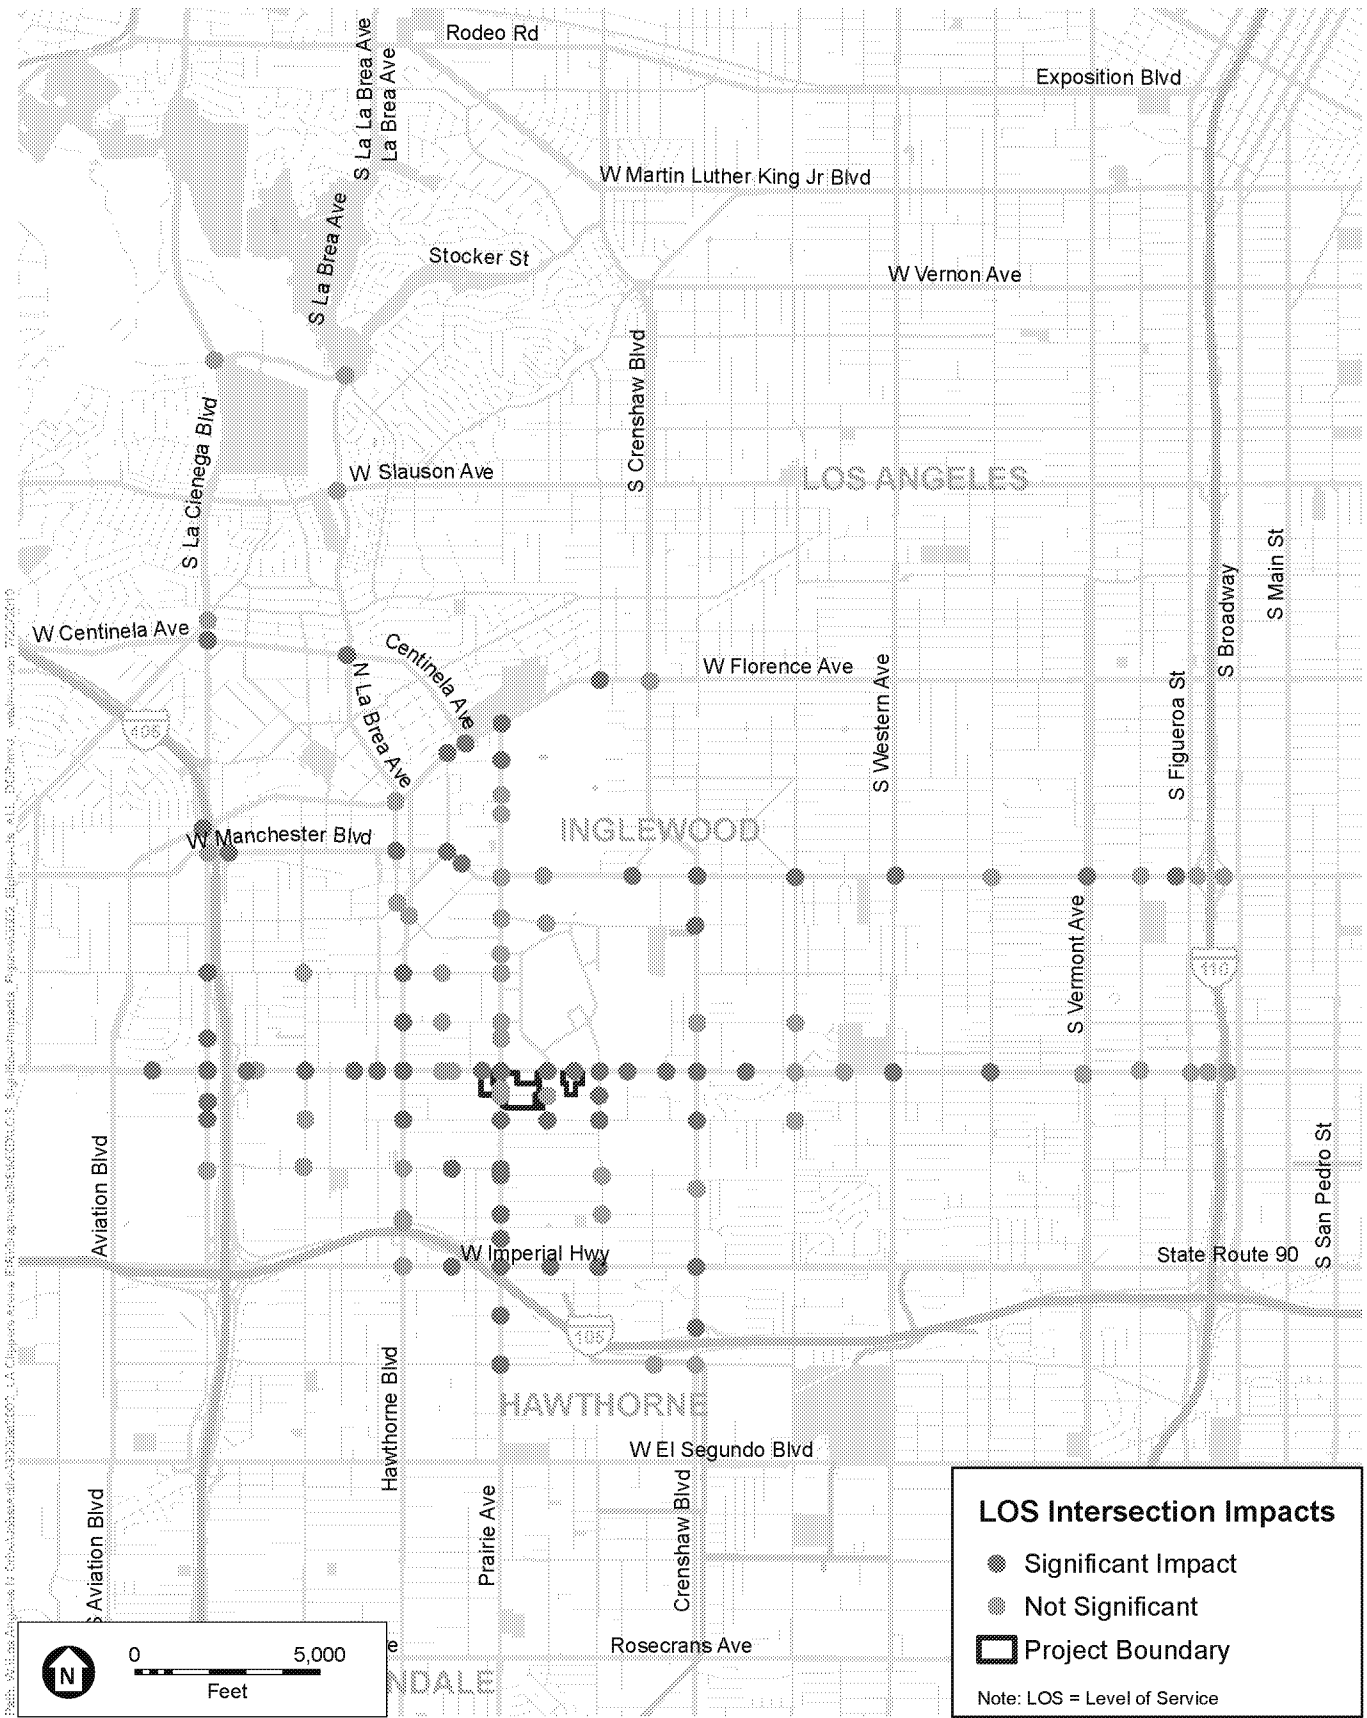 Rodeo Rd
S La La Brea Ave
La Brea Ave
Exposition Blvd
W Martin Luther King Jr Blvd
S La Brea Ave
Stocker St
W Vernon Ave
S Crenshaw Blvd
S La Cienega Blvd
W Slauson Ave
LOS ANGELES
S Main St
S Broadway
W Centinela Ave
Centinela Ave
N La Brea Ave
W Florence Ave
S Western Ave
S Figueroa St
405
W Manchester Blvd
INGLEWOOD
S Vermont Ave
110
Aviation Blvd
S San Pedro St
W Imperial Hwy
State Route 90
105
Hawthorne Blvd
HAWTHORNE
W El Segundo Blvd
Prairie Ave
Crenshaw Blvd
S Aviation Blvd
Rosecrans Ave
ve
NDALE
N
0 5,000
Feet
LOS Intersection Impacts
Significant Impact
Not Significant
Project Boundary
Note: LOS = Level of Service